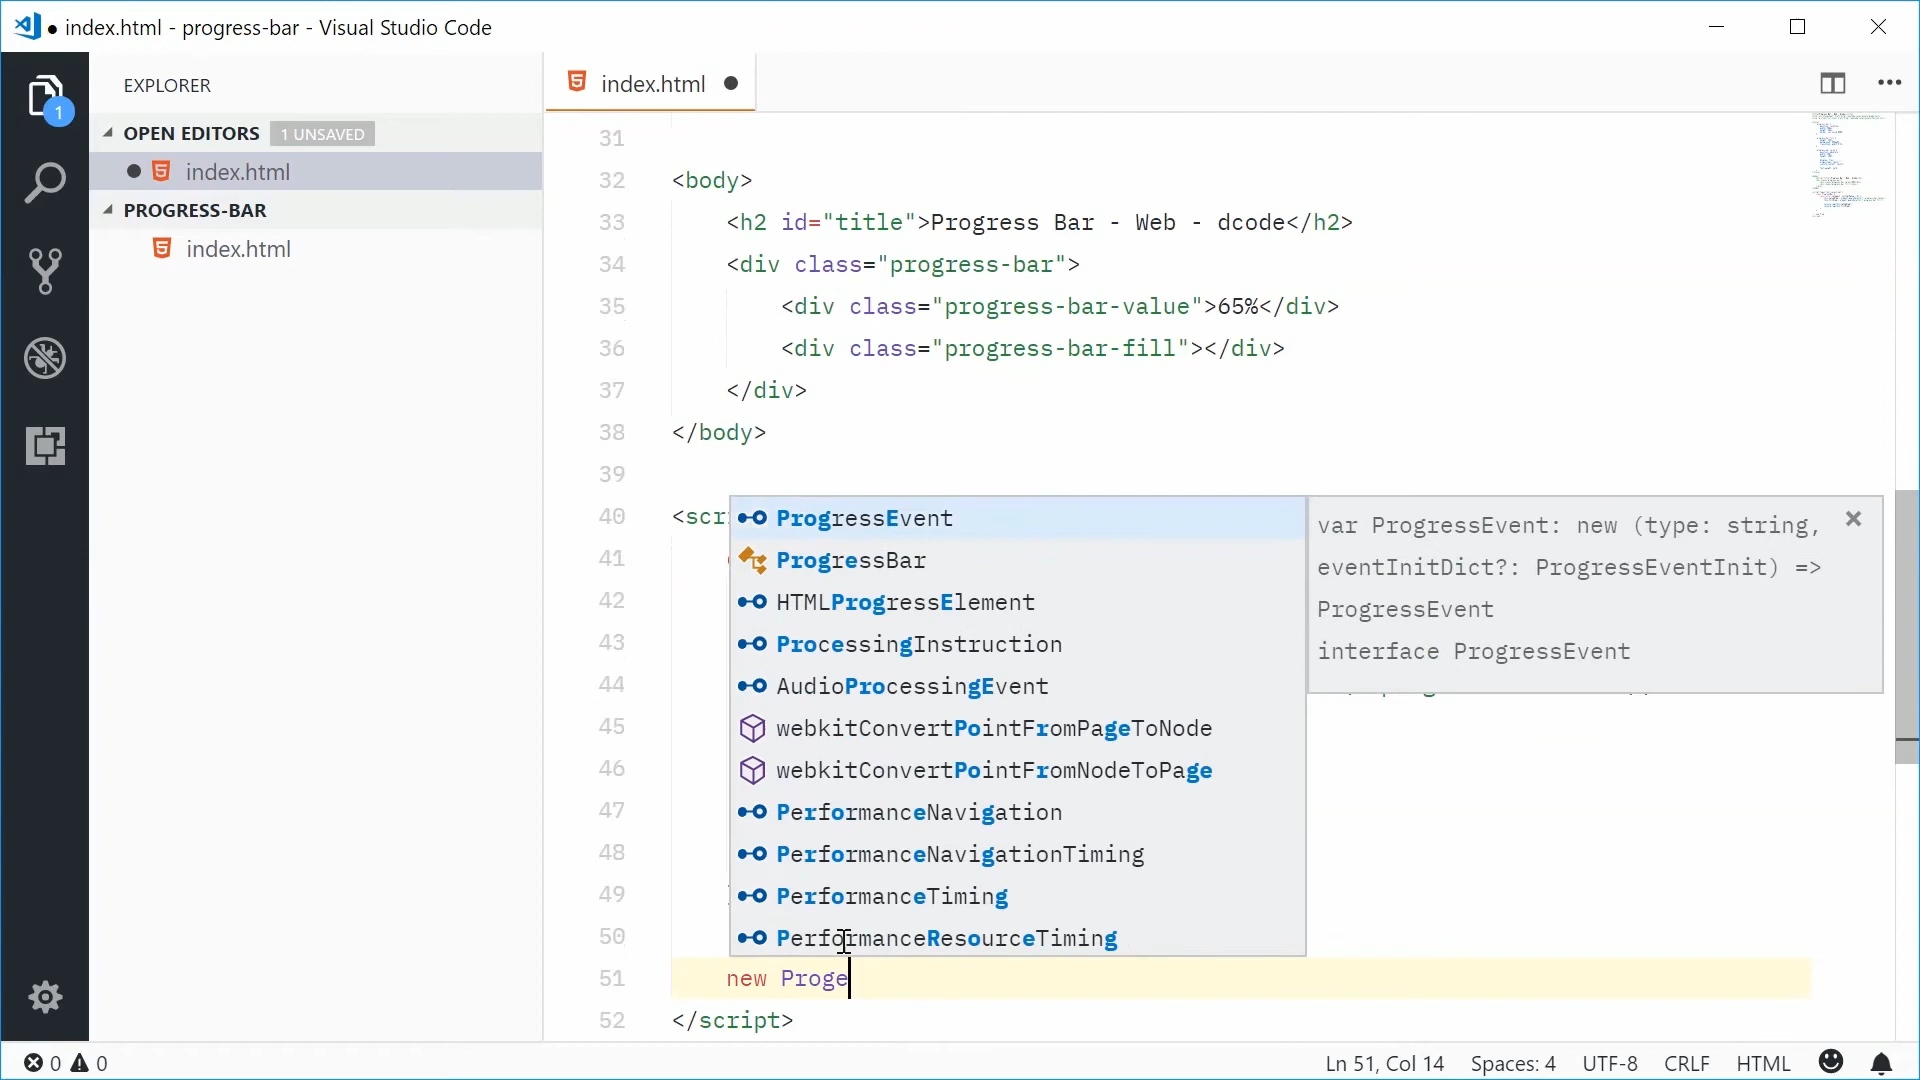 ● index.html - progress-bar - Visual Studio Code
EXPLORER
OPEN EDITORS 1 UNSAVED
index.html
PROGRESS-BAR
index.html
1
index.html
31
32 <body>
33 <h2 id="title">Progress Bar - Web - dcode</h2>
34 <div class="progress-bar">
35 <div class="progress-bar-value">65%</div>
36 <div class="progress-bar-fill"></div>
37 </div>
38 </body>
39
40 <scr
41
42
43
44
45
46
47
48
49
50
51 new Proge
52 </script>
ProgressEvent
ProgressBar
HTMLProgressElement
ProcessingInstruction
AudioProcessingEvent
webkitConvertPointFromPageToNode
webkitConvertPointFromNodeToPage
PerformanceNavigation
PerformanceNavigationTiming
PerformanceTiming
PerformanceResourceTiming
var ProgressEvent: new (type: string,
eventInitDict?: ProgressEventInit) =>
ProgressEvent
interface ProgressEvent
0 0
Ln 51, Col 14 Spaces: 4 UTF-8 CRLF HTML